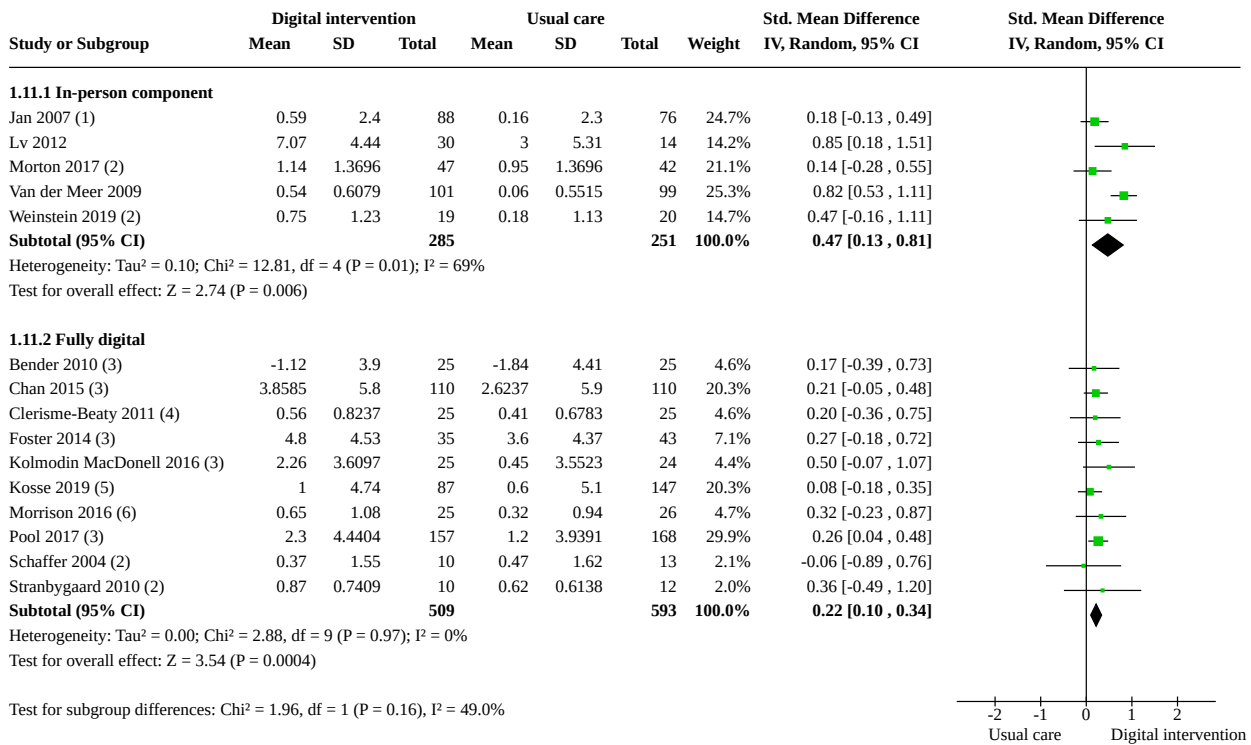 Digital intervention Usual care Std. Mean Difference Std. Mean Difference
Study or Subgroup Mean SD Total Mean SD Total Weight IV, Random, 95% CI IV, Random, 95% CI
1.11.1 In-person component
Jan 2007 (1) 0.59 2.4 88 0.16 2.3 76 24.7% 0.18 [-0.13 , 0.49]
Lv 2012 7.07 4.44 30 3 5.31 14 14.2% 0.85 [0.18 , 1.51]
Morton 2017 (2) 1.14 1.3696 47 0.95 1.3696 42 21.1% 0.14 [-0.28 , 0.55]
Van der Meer 2009 0.54 0.6079 101 0.06 0.5515 99 25.3% 0.82 [0.53 , 1.11]
Weinstein 2019 (2) 0.75 1.23 19 0.18 1.13 20 14.7% 0.47 [-0.16 , 1.11]
Subtotal (95% CI) 285 251 100.0% 0.47 [0.13 , 0.81]
Heterogeneity: Tau² = 0.10; Chi² = 12.81, df = 4 (P = 0.01); I² = 69%
Test for overall effect: Z = 2.74 (P = 0.006)
1.11.2 Fully digital
Bender 2010 (3) -1.12 3.9 25 -1.84 4.41 25 4.6% 0.17 [-0.39 , 0.73]
Chan 2015 (3) 3.8585 5.8 110 2.6237 5.9 110 20.3% 0.21 [-0.05 , 0.48]
Clerisme-Beaty 2011 (4) 0.56 0.8237 25 0.41 0.6783 25 4.6% 0.20 [-0.36 , 0.75]
Foster 2014 (3) 4.8 4.53 35 3.6 4.37 43 7.1% 0.27 [-0.18 , 0.72]
Kolmodin MacDonell 2016 (3) 2.26 3.6097 25 0.45 3.5523 24 4.4% 0.50 [-0.07 , 1.07]
Kosse 2019 (5) 1 4.74 87 0.6 5.1 147 20.3% 0.08 [-0.18 , 0.35]
Morrison 2016 (6) 0.65 1.08 25 0.32 0.94 26 4.7% 0.32 [-0.23 , 0.87]
Pool 2017 (3) 2.3 4.4404 157 1.2 3.9391 168 29.9% 0.26 [0.04 , 0.48]
Schaffer 2004 (2) 0.37 1.55 10 0.47 1.62 13 2.1% -0.06 [-0.89 , 0.76]
Stranbygaard 2010 (2) 0.87 0.7409 10 0.62 0.6138 12 2.0% 0.36 [-0.49 , 1.20]
Subtotal (95% CI) 509 593 100.0% 0.22 [0.10 , 0.34]
Heterogeneity: Tau² = 0.00; Chi² = 2.88, df = 9 (P = 0.97); I² = 0%
Test for overall effect: Z = 3.54 (P = 0.0004)
Test for subgroup differences: Chi² = 1.96, df = 1 (P = 0.16), I² = 49.0%
-2 -1 0 1 2
Usual care Digital intervention